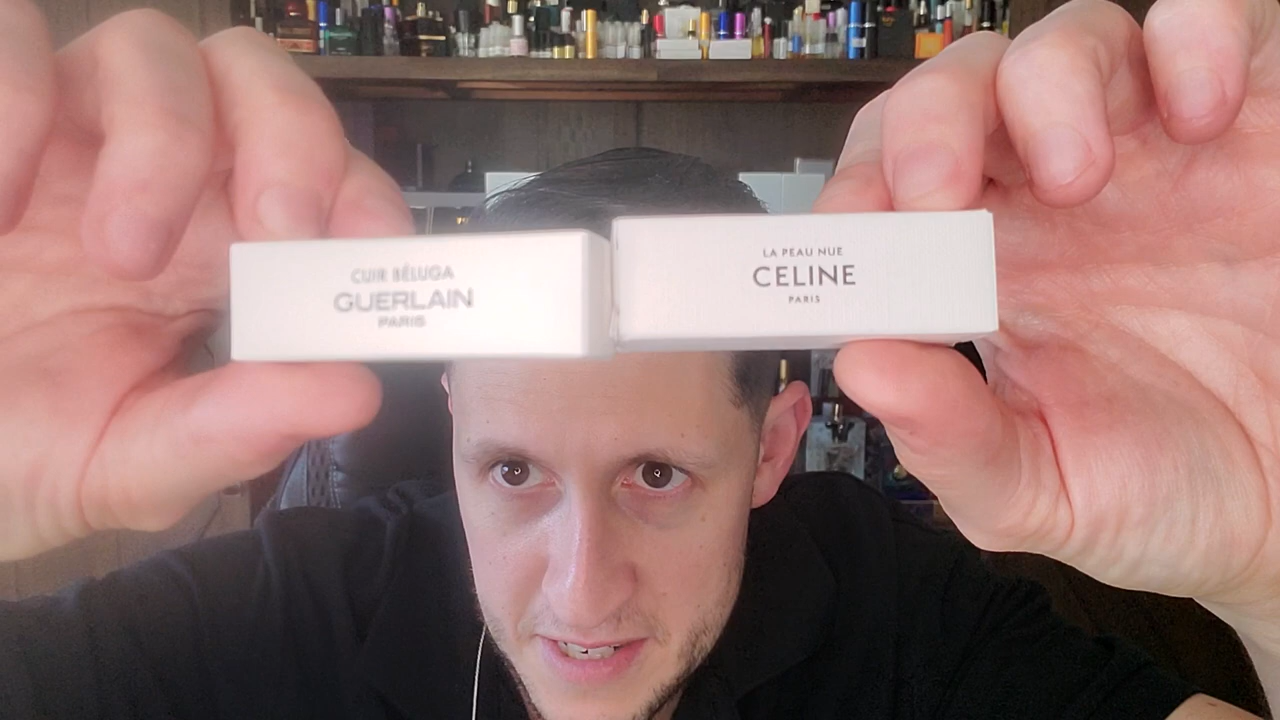 CUIR BÉLUGA
GUERLAIN
PARIS
LA PEAU NUE
CELINE
PARIS